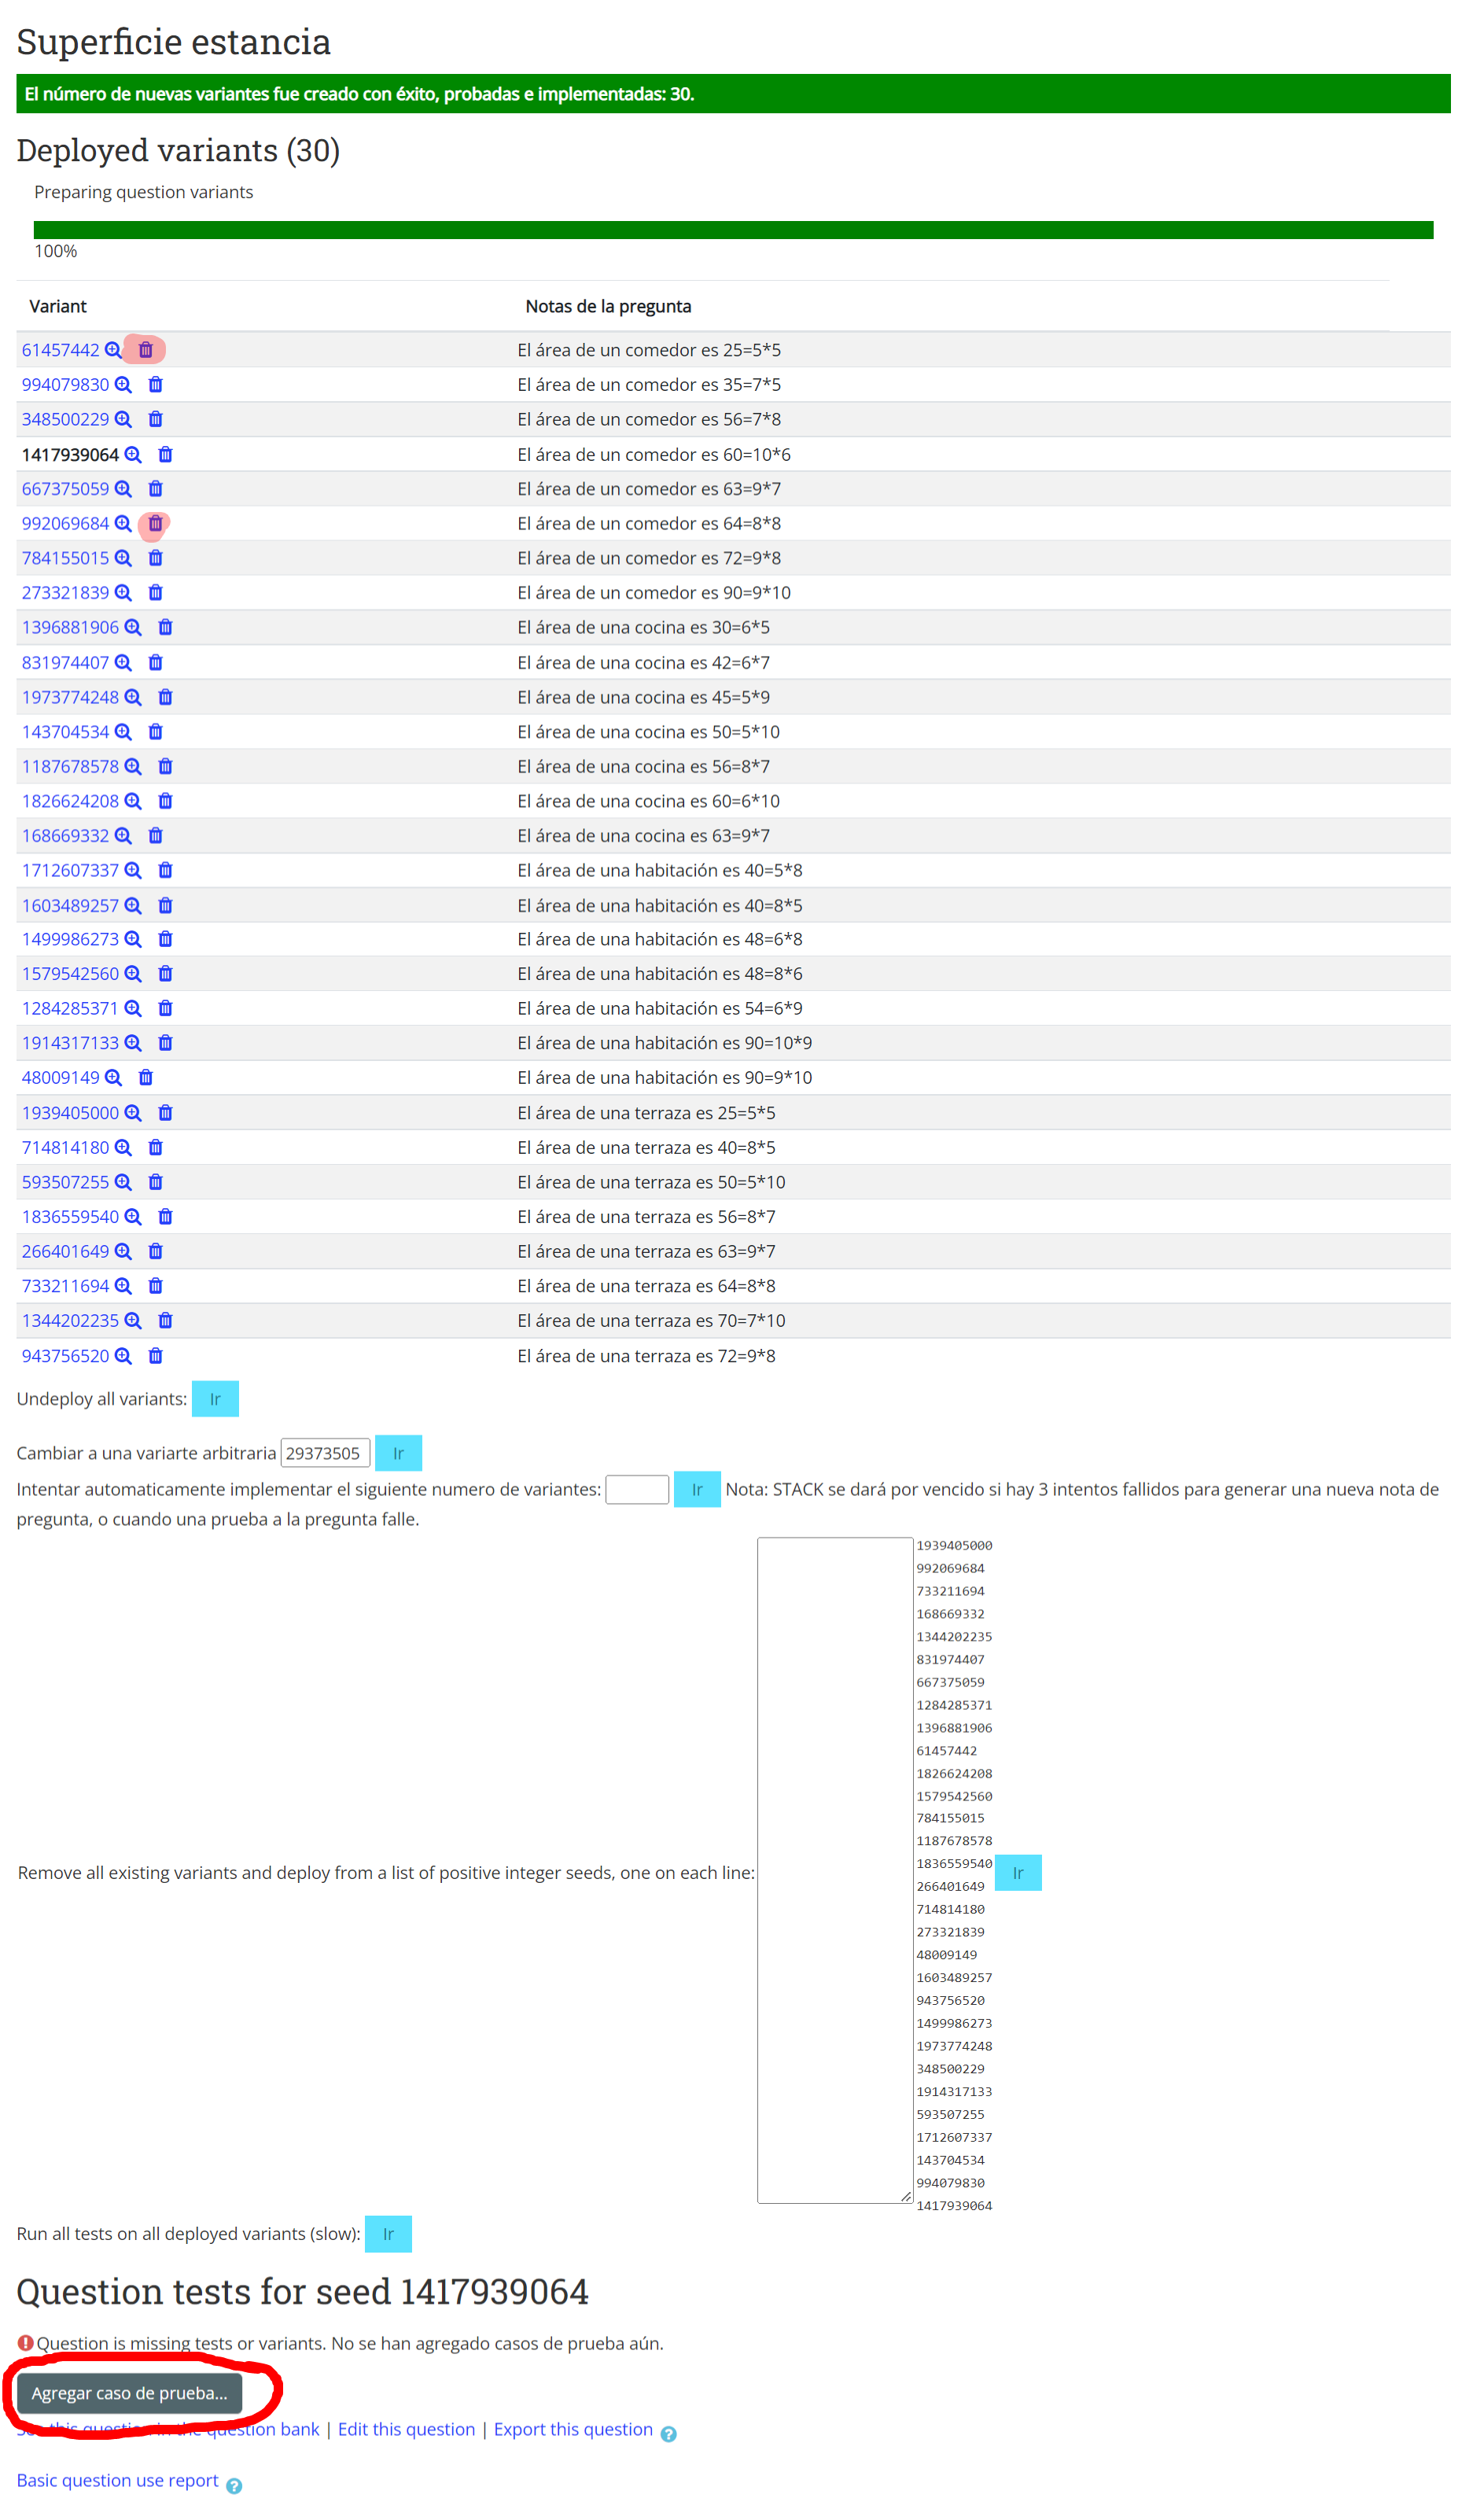 Superficie estancia
El número de nuevas variantes fue creado con éxito, probadas e implementadas: 30.
Deployed variants (30)
Preparing question variants
100%
Variant Notas de la pregunta
61457442 El área de un comedor es 25=5*5
994079830 El área de un comedor es 35=7*5
348500229 El área de un comedor es 56=7*8
1417939064 El área de un comedor es 60=10*6
667375059 El área de un comedor es 63=9*7
992069684 El área de un comedor es 64=8*8
784155015 El área de un comedor es 72=9*8
273321839 El área de un comedor es 90=9*10
1396881906 El área de una cocina es 30=6*5
831974407 El área de una cocina es 42=6*7
1973774248 El área de una cocina es 45=5*9
143704534 El área de una cocina es 50=5*10
1187678578 El área de una cocina es 56=8*7
1826624208 El área de una cocina es 60=6*10
168669332 El área de una cocina es 63=9*7
1712607337 El área de una habitación es 40=5*8
1603489257 El área de una habitación es 40=8*5
1499986273 El área de una habitación es 48=6*8
1579542560 El área de una habitación es 48=8*6
1284285371 El área de una habitación es 54=6*9
1914317133 El área de una habitación es 90=10*9
48009149 El área de una habitación es 90=9*10
1939405000 El área de una terraza es 25=5*5
714814180 El área de una terraza es 40=8*5
593507255 El área de una terraza es 50=5*10
1836559540 El área de una terraza es 56=8*7
266401649 El área de una terraza es 63=9*7
733211694 El área de una terraza es 64=8*8
1344202235 El área de una terraza es 70=7*10
943756520 El área de una terraza es 72=9*8
Undeploy all variants: Ir
Cambiar a una variarte arbitraria 29373505 Ir
Intentar automaticamente implementar el siguiente numero de variantes: Ir Nota: STACK se dará por vencido si hay 3 intentos fallidos para generar una nueva nota de
pregunta, o cuando una prueba a la pregunta falle.
1939405000
992069684
733211694
168669332
1344202235
831974407
667375059
1284285371
1396881906
61457442
1826624208
1579542560
784155015
1187678578
1836559540
Remove all existing variants and deploy from a list of positive integer seeds, one on each line: Ir
266401649
714814180
273321839
48009149
1603489257
943756520
1499986273
1973774248
348500229
1914317133
593507255
1712607337
143704534
994079830
1417939064
Run all tests on all deployed variants (slow): Ir
Question tests for seed 1417939064
Question is missing tests or variants. No se han agregado casos de prueba aún.
Agregar caso de prueba...
See this question in the question bank | Edit this question | Export this question
Basic question use report